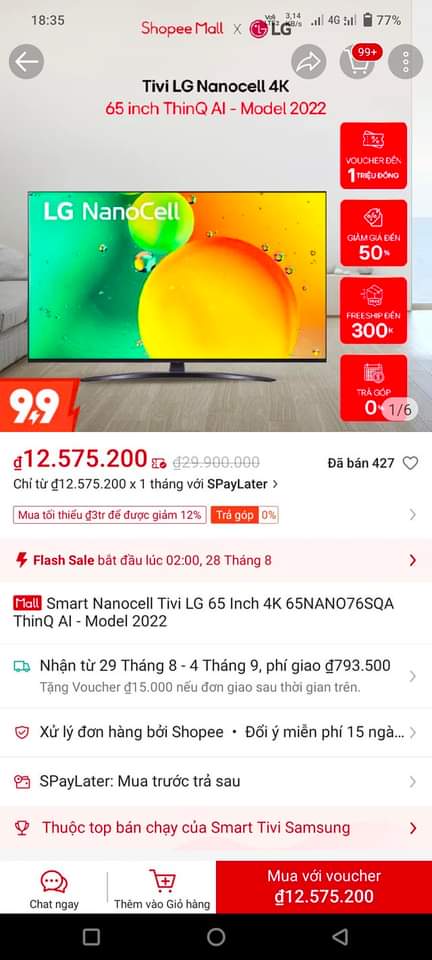 18:35
3,14 KB/s
4G
77%
Shopee Mall X LG
99+
Tivi LG Nanocell 4K
65 inch ThinQ AI - Model 2022
VOUCHER ĐẾN
1 TRIỆU ĐỒNG
LG NanoCell
GIẢM GIÁ ĐẾN
50%
FREESHIP ĐẾN
300K
TRẢ GÓP
0%
1/6
9.9
₫12.575.200 ₫29.900.000 Đã bán 427
Chỉ từ ₫12.575.200 x 1 tháng với SPayLater >
Mua tối thiểu ₫3tr để được giảm 12% Trả góp 0%
Flash Sale bắt đầu lúc 02:00, 28 Tháng 8
Mall Smart Nanocell Tivi LG 65 Inch 4K 65NANO76SQA
ThinQ AI - Model 2022
Nhận từ 29 Tháng 8 - 4 Tháng 9, phí giao ₫793.500
Tặng Voucher ₫15.000 nếu đơn giao sau thời gian trên.
Xử lý đơn hàng bởi Shopee • Đổi ý miễn phí 15 ngà...
SPayLater: Mua trước trả sau
Thuộc top bán chạy của Smart Tivi Samsung
Chat ngay
Thêm vào Giỏ hàng
Mua với voucher
₫12.575.200